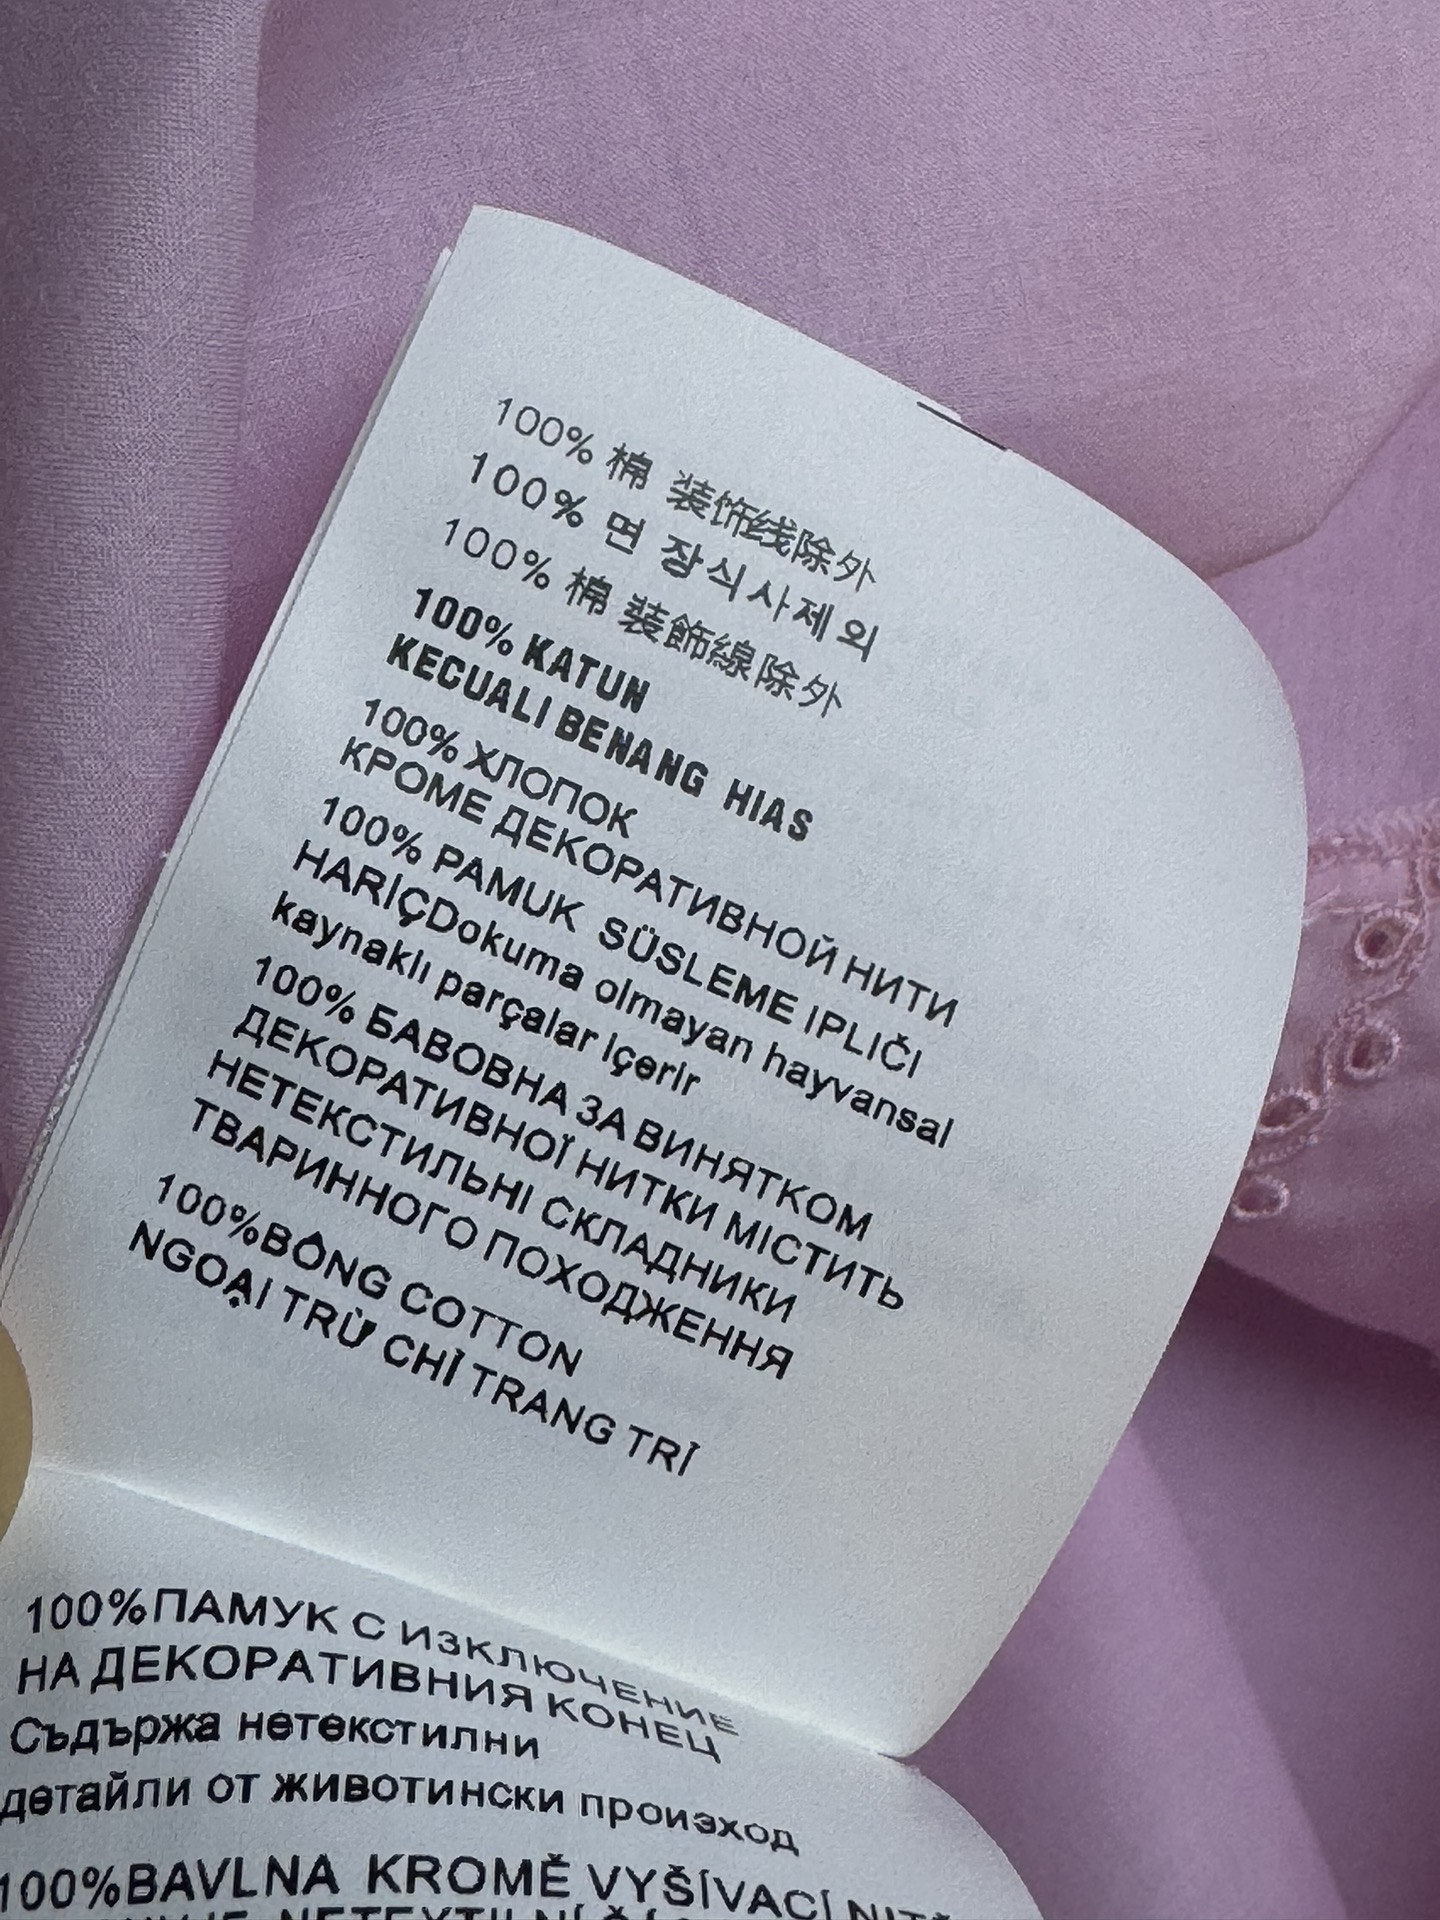 100% 棉 装饰线除外
100% 면 장식사제외
100% 棉 裝飾線除外
100% KATUN
KECUALI BENANG HIAS
100% ХЛОПОК
КРОМЕ ДЕКОРАТИВНОЙ НИТИ
100% PAMUK SÜSLEME IPLIČI
HARİÇDokuma olmayan hayvansal
kaynaklı parçalar içerir
100% БАВОВНА ЗА ВИНЯТКОМ
ДЕКОРАТИВНОЇ НИТКИ МІСТИТЬ
НЕТЕКСТИЛЬНІ СКЛАДНИКИ
ТВАРИННОГО ПОХОДЖЕННЯ
100%BÔNG COTTON
NGOẠI TRỪ CHỈ TRANG TRÍ
100%ПАМУК С ИЗКЛЮЧЕНИЕ
НА ДЕКОРАТИВНИЯ КОНЕЦ
Съдържа нетекстилни
детайли от животински произход
100%BAVLNA KROMĚ VYŠÍVACÍ
NETEXTILNÍ